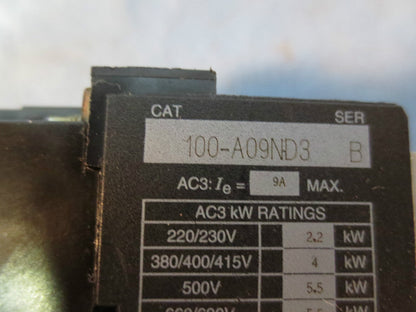 CAT. SER
100-A09ND3 B
AC3: Ie = 9A MAX.
AC3 kW RATINGS
220/230V 2.2 kW
380/400/415V 4 kW
500V 5.5 kW
kW